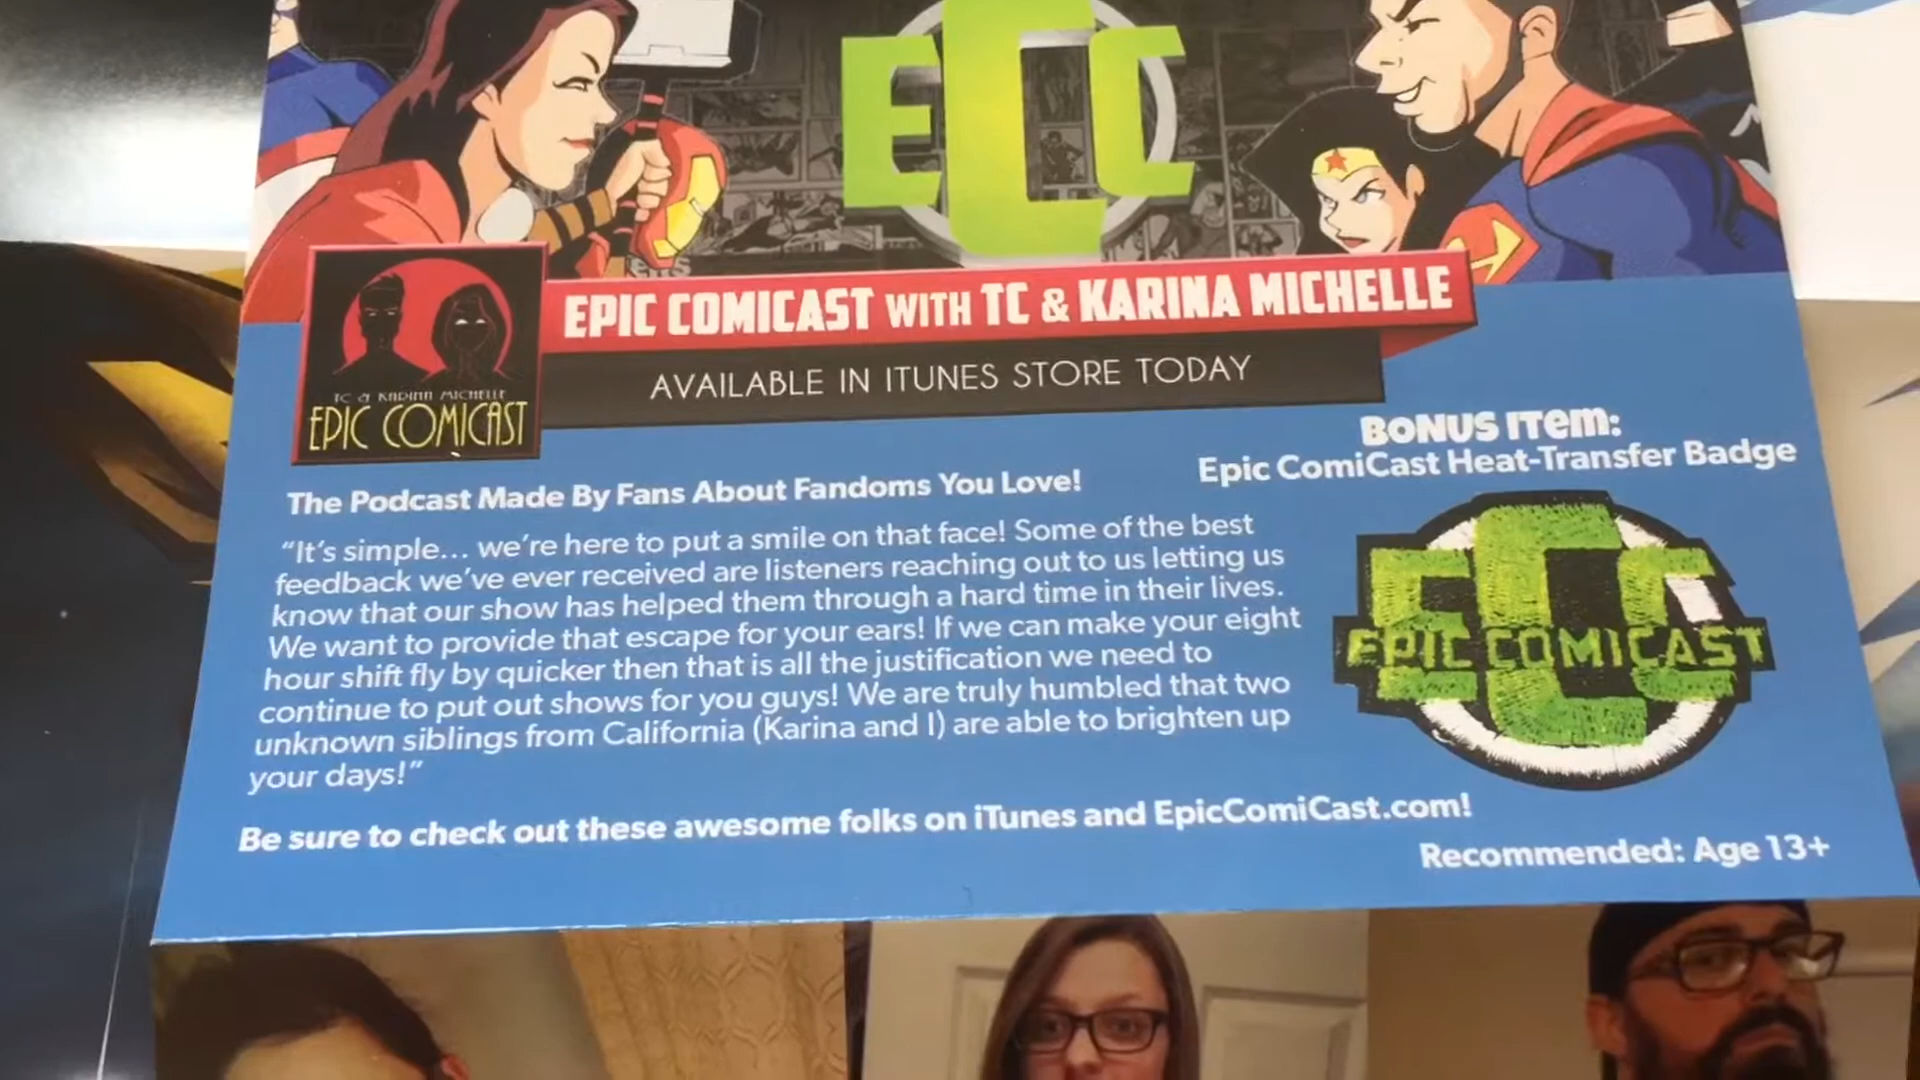 ECC
EPIC COMICAST WITH TC & KARINA MICHELLE
AVAILABLE IN ITUNES STORE TODAY
TC & KARINA MICHELLE
EPIC COMICAST
BONUS ITEM:
Epic ComiCast Heat-Transfer Badge
The Podcast Made By Fans About Fandoms You Love!
“It’s simple... we’re here to put a smile on that face! Some of the best
feedback we’ve ever received are listeners reaching out to us letting us
know that our show has helped them through a hard time in their lives.
We want to provide that escape for your ears! If we can make your eight
hour shift fly by quicker then that is all the justification we need to
continue to put out shows for you guys! We are truly humbled that two
unknown siblings from California (Karina and I) are able to brighten up
your days!”
ECC
EPIC COMICAST
Be sure to check out these awesome folks on iTunes and EpicComiCast.com!
Recommended: Age 13+